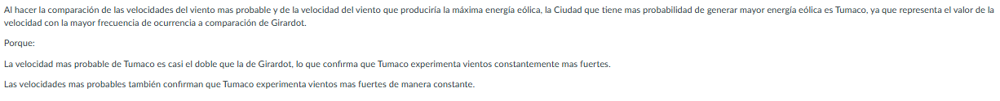 Al hacer la comparación de las velocidades del viento mas probable y de la velocidad del viento que produciría la máxima energía eólica, la Ciudad que tiene mas probabilidad de generar mayor energía eólica es Tumaco, ya que representa el valor de la
velocidad con la mayor frecuencia de ocurrencia a comparación de Girardot.
Porque:
La velocidad mas probable de Tumaco es casi el doble que la de Girardot, lo que confirma que Tumaco experimenta vientos constantemente mas fuertes.
Las velocidades mas probables también confirman que Tumaco experimenta vientos mas fuertes de manera constante.